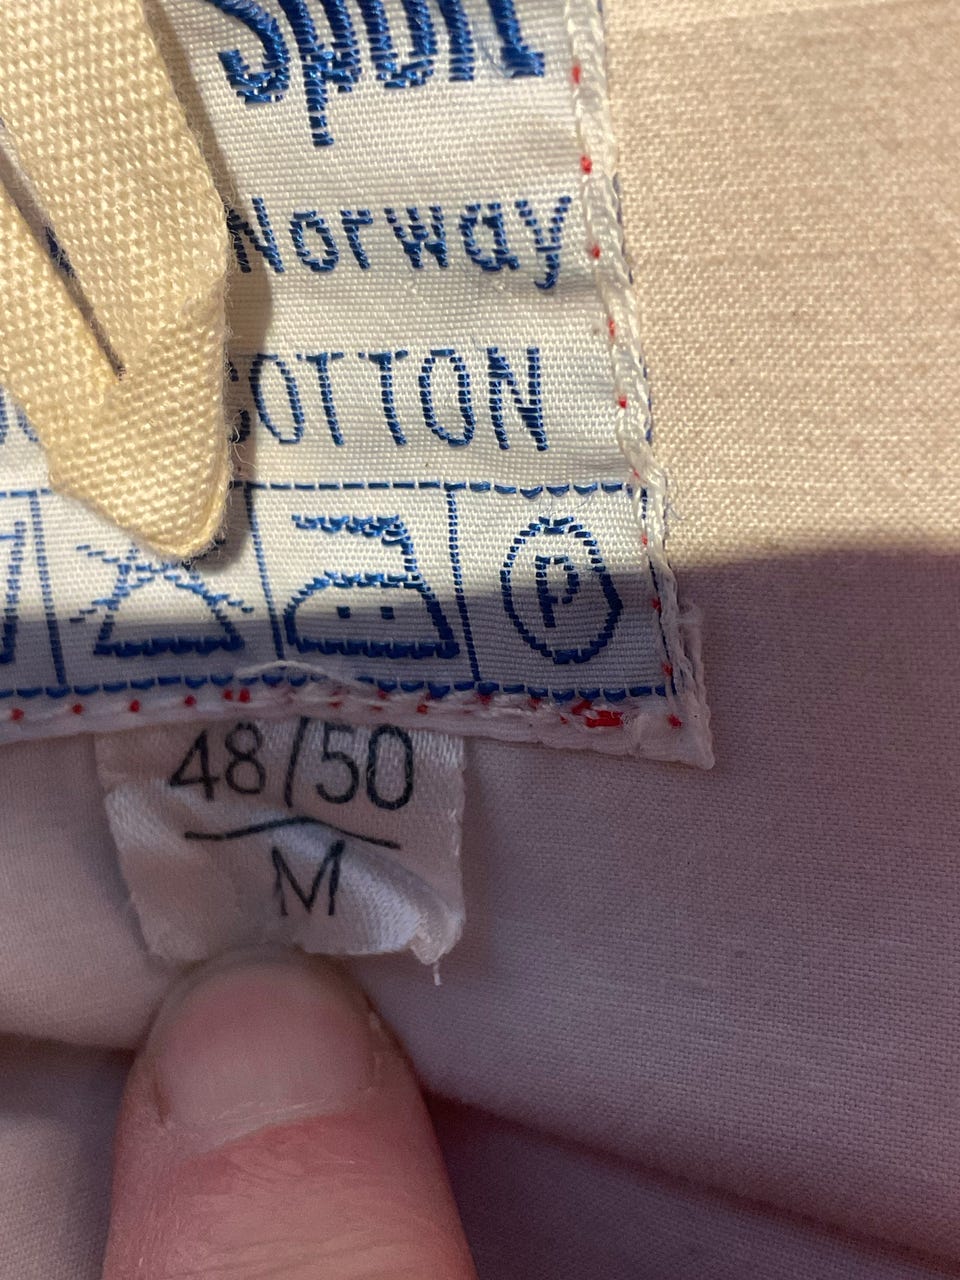 Sport
Norway
COTTON
P
48/50
M